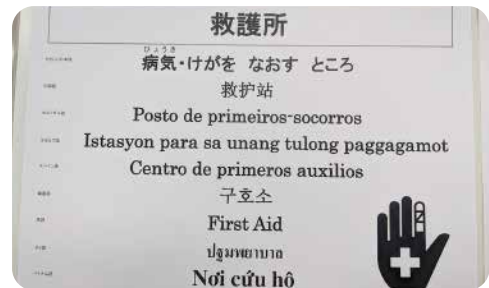 救護所
びょうき
病気・けがを なおす ところ
救护站
Posto de primeiros-socorros
Istasyon para sa unang tulong paggagamot
Centro de primeros auxilios
구호소
First Aid
ปฐมพยาบาล
Nơi cứu hộ